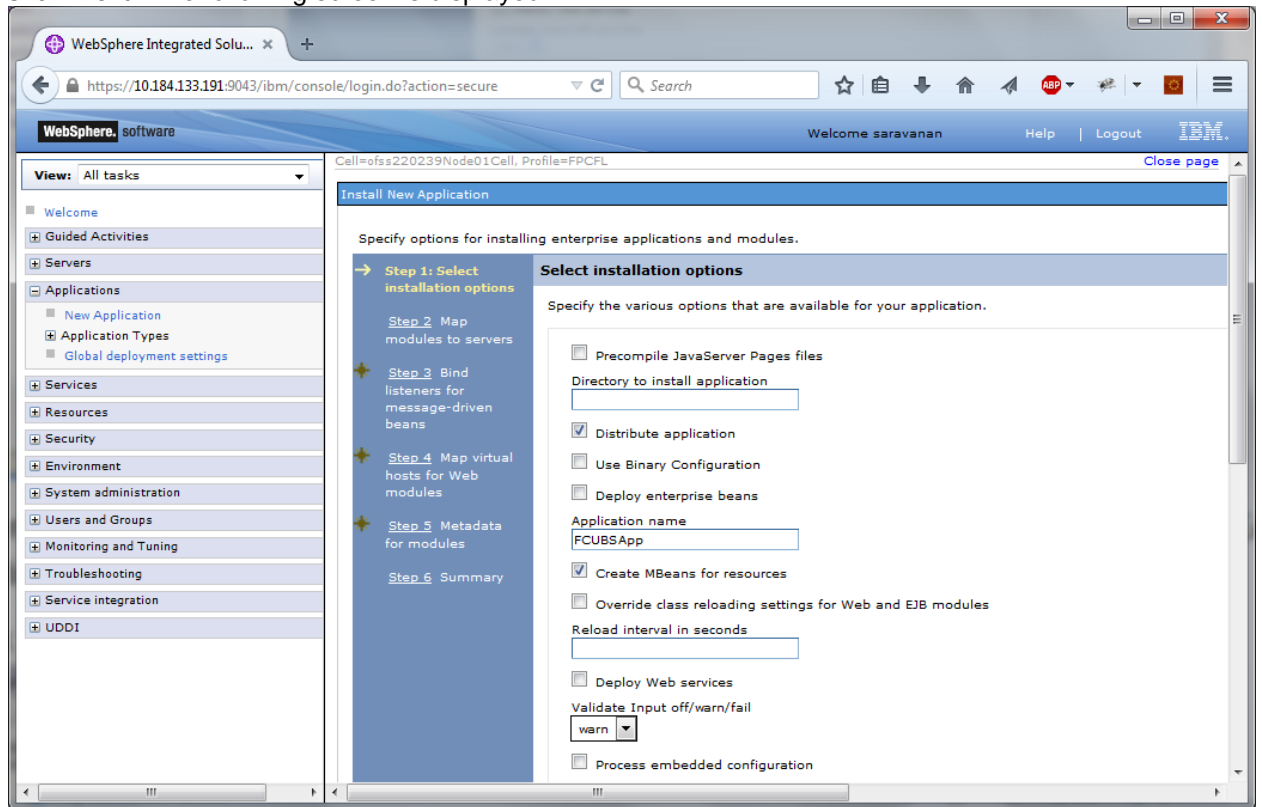 WebSphere Integrated Solu... × +
https://10.184.133.191:9043/ibm/console/login.do?action=secure
Search
ABP
WebSphere. software
Welcome saravanan
Help | Logout
IBM.
View: All tasks
Welcome
Guided Activities
Servers
Applications
New Application
Application Types
Global deployment settings
Services
Resources
Security
Environment
System administration
Users and Groups
Monitoring and Tuning
Troubleshooting
Service integration
UDDI
Cell=ofss220239Node01Cell, Profile=FPCFL
Close page
Install New Application
Specify options for installing enterprise applications and modules.
Step 1: Select
installation options
Step 2 Map
modules to servers
Step 3 Bind
listeners for
message-driven
beans
Step 4 Map virtual
hosts for Web
modules
Step 5 Metadata
for modules
Step 6 Summary
Select installation options
Specify the various options that are available for your application.
Precompile JavaServer Pages files
Directory to install application
Distribute application
Use Binary Configuration
Deploy enterprise beans
Application name
FCUBSApp
Create MBeans for resources
Override class reloading settings for Web and EJB modules
Reload interval in seconds
Deploy Web services
Validate Input off/warn/fail
warn
Process embedded configuration